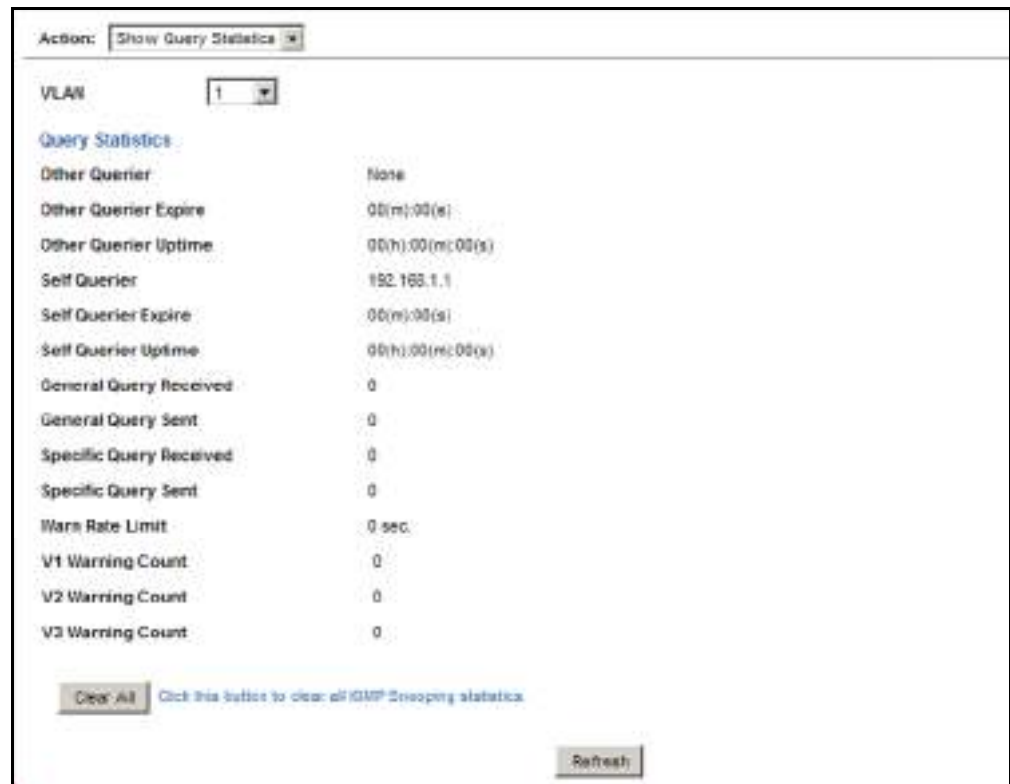 Action: Show Query Statistics
VLAN 1
Query Statistics
Other Querier None
Other Querier Expire 00(m):00(s)
Other Querier Uptime 00(h):00(m):00(s)
Self Querier 192.168.1.1
Self Querier Expire 00(m):00(s)
Self Querier Uptime 00(h):00(m):00(s)
General Query Received 0
General Query Sent 0
Specific Query Received 0
Specific Query Sent 0
Warn Rate Limit 0 sec.
V1 Warning Count 0
V2 Warning Count 0
V3 Warning Count 0
Clear All Click this button to clear all IGMP Snooping statistics.
Refresh